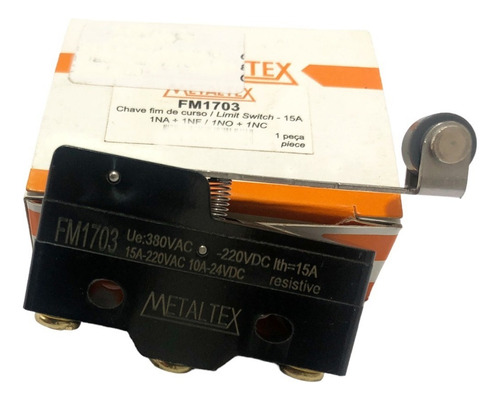 METALTEX
FM1703
Chave fim de curso / Limit Switch - 15A
1NA + 1NF / 1NO + 1NC
1 peça
piece
FM1703
Ue:380VAC -220VDC Ith=15A
15A-220VAC 10A-24VDC resistive
METALTEX